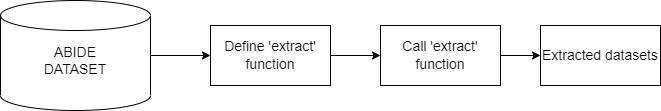 ABIDE
DATASET
Define 'extract'
function
Call 'extract'
function
Extracted datasets